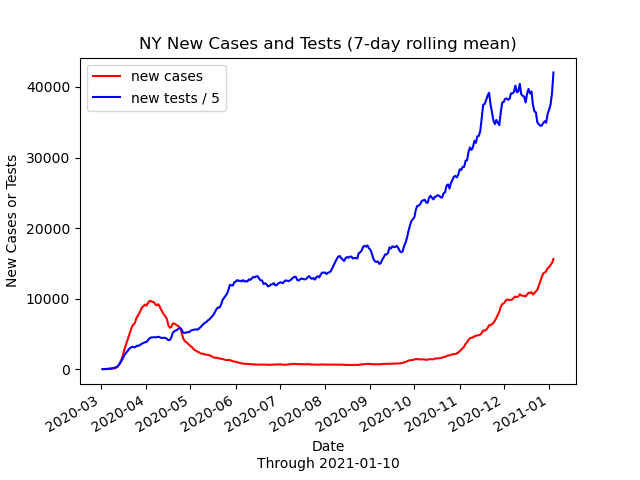 NY New Cases and Tests (7-day rolling mean)
new cases
new tests / 5
New Cases or Tests
40000
30000
20000
10000
0
2020-03
2020-04
2020-05
2020-06
2020-07
2020-08
2020-09
2020-10
2020-11
2020-12
2021-01
Date
Through 2021-01-10